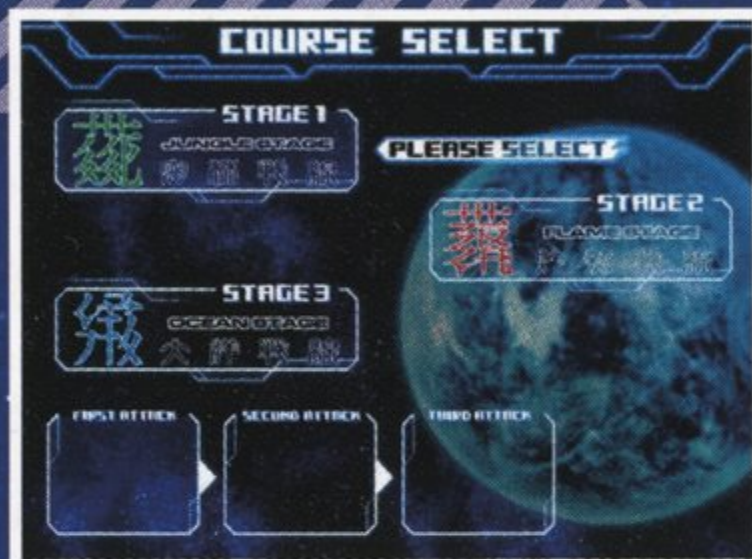 COURSE SELECT
STAGE 1
JUNGLE STAGE
PLEASE SELECT
STAGE 2
FLAME STAGE
STAGE 3
OCEAN STAGE
FIRST ATTACK
SECOND ATTACK
THIRD ATTACK